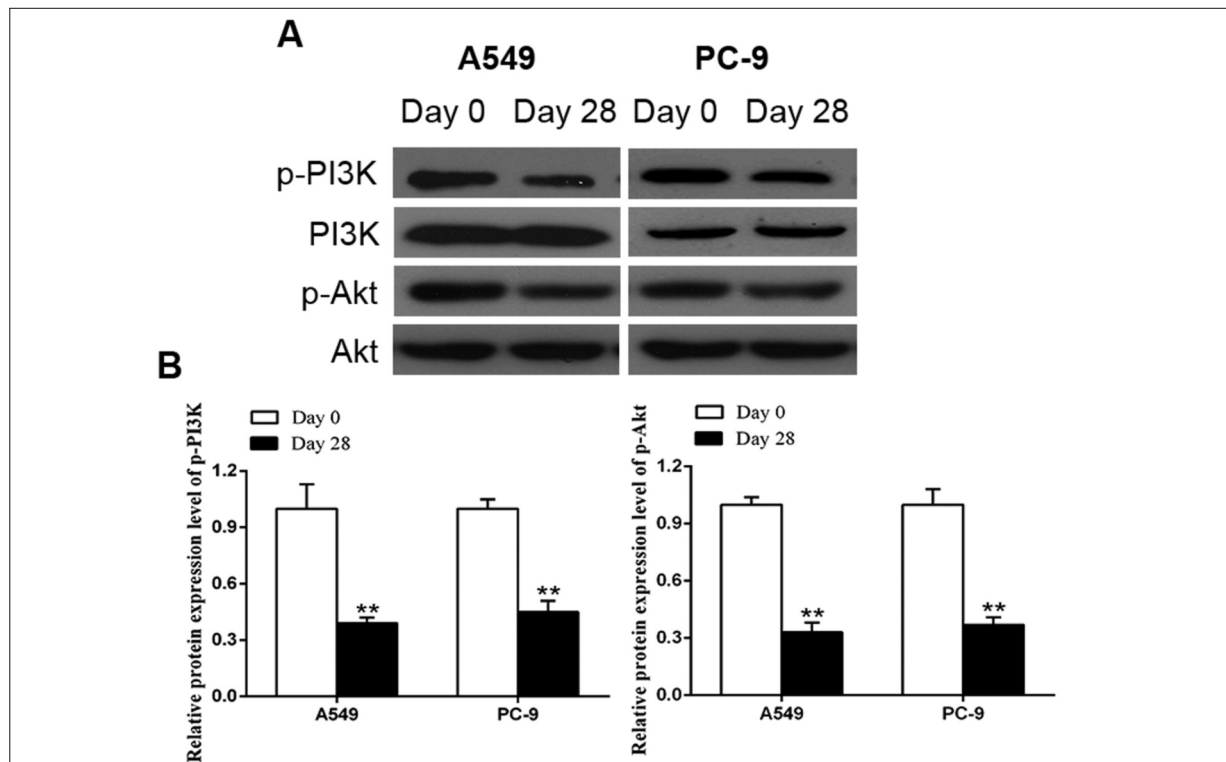 A
A549 PC-9
Day 0 Day 28 Day 0 Day 28
p-PI3K
PI3K
p-Akt
Akt
B
Relative protein expression level of p-PI3K
Day 0
Day 28
1.2
0.9
0.6
0.3
0.0
**
**
A549 PC-9
Relative protein expression level of p-Akt
Day 0
Day 28
1.2
0.9
0.6
0.3
0.0
**
**
A549 PC-9